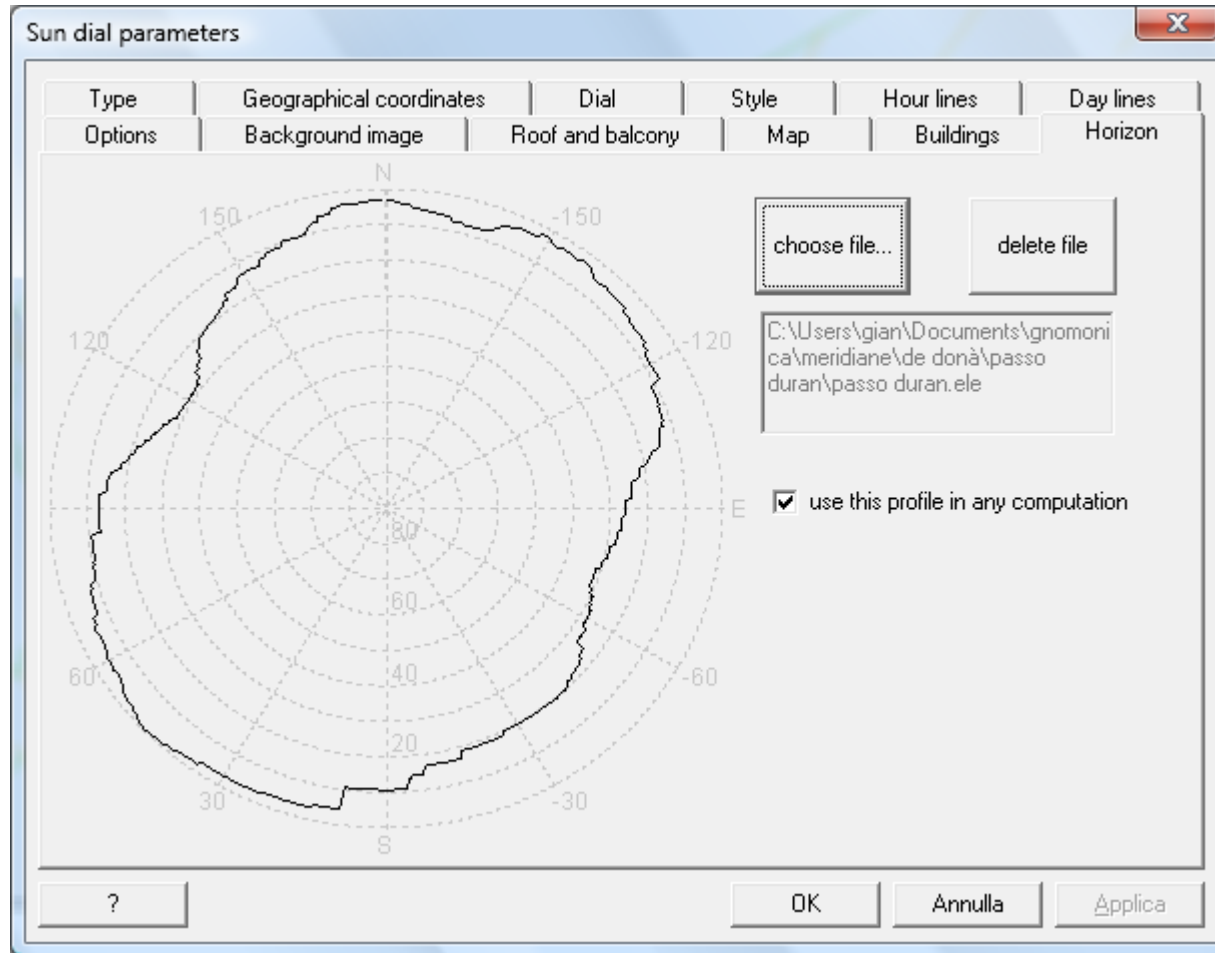 Sun dial parameters
X
Type
Geographical coordinates
Dial
Style
Hour lines
Day lines
Options
Background image
Roof and balcony
Map
Buildings
Horizon
N
150
-150
120
-120
E
80
60
40
20
60
-60
30
-30
S
choose file...
delete file
C:\Users\gian\Documents\gnomoni
ca\meridiane\de donà\passo
duran\passo duran.ele
use this profile in any computation
?
OK
Annulla
Applica